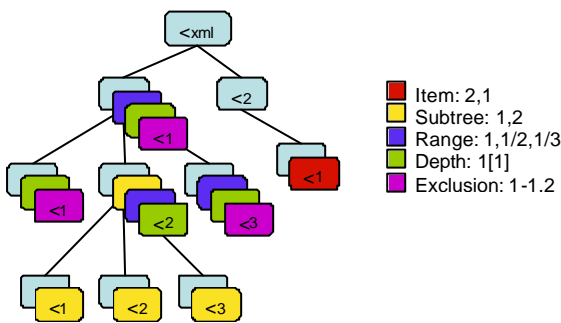 <xml
<2
<1
<1
<1
<2
<3
<1
<2
<3
Item: 2,1
Subtree: 1,2
Range: 1,1/2,1/3
Depth: 1[1]
Exclusion: 1-1.2